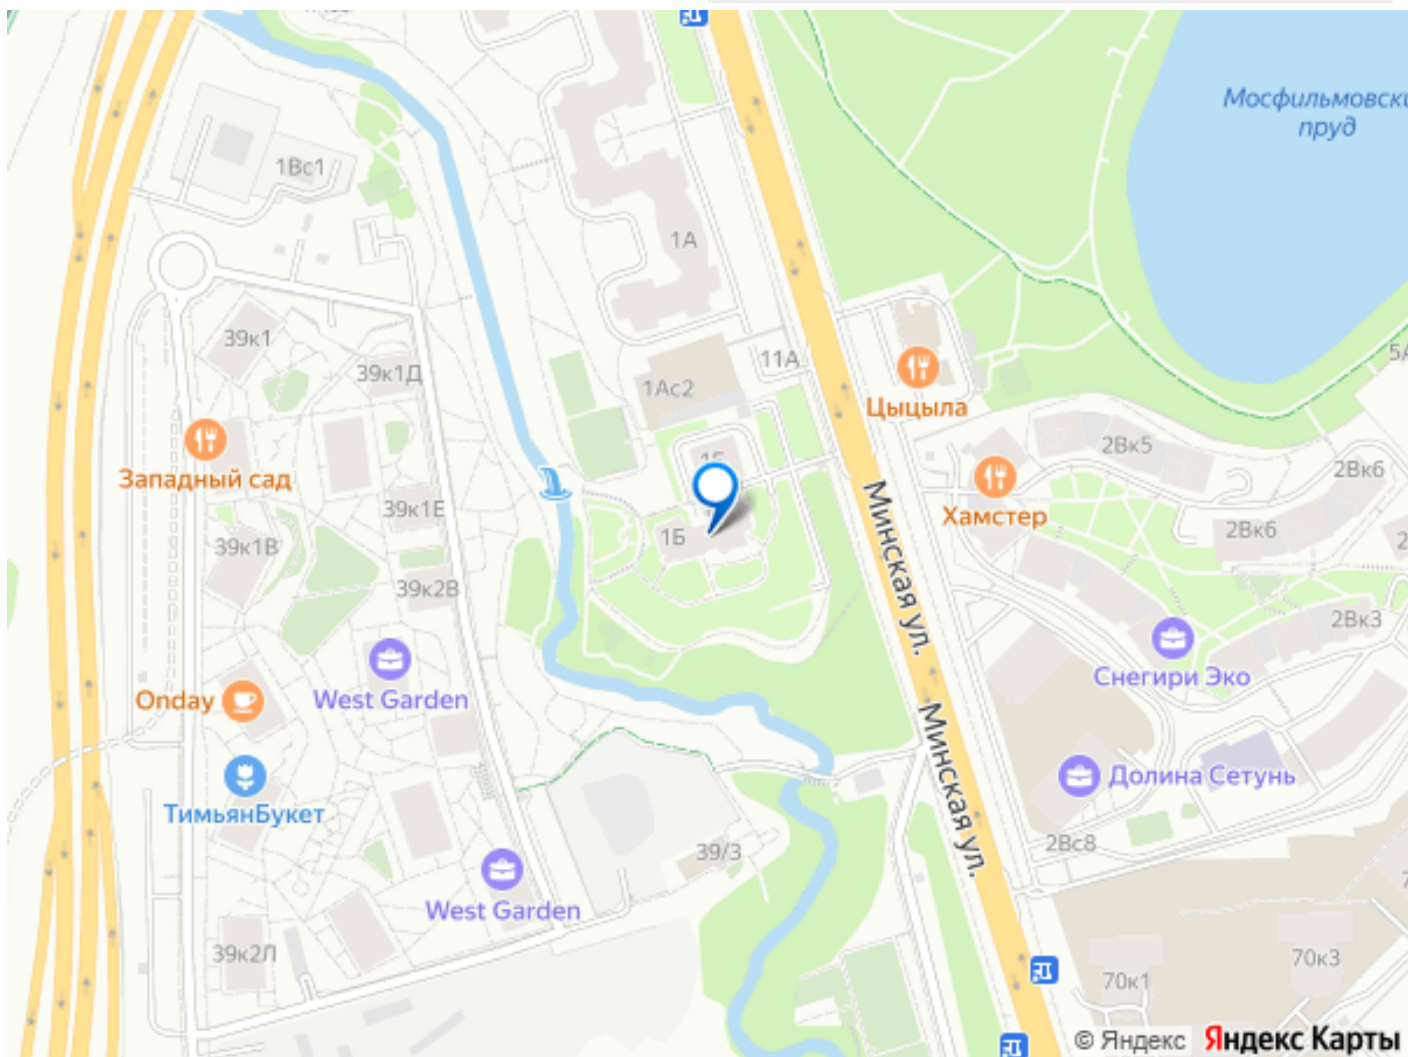 Мосфильмовск
пруд
1Вс1
1А
39к1
39к1Д
11А
1Ас2
5А
Цыцыла
Западный сад
2Вк5
2Вк6
39к1Е
Хамстер
1Б
39к1В
2Вк6
Минская ул.
39к2В
2Вк3
Снегири Эко
Onday
West Garden
Минская ул.
Долина Сетунь
ТимьянБукет
2Вс8
39/3
West Garden
39к2Л
70к1
70к3
© Яндекс Яндекс Карты